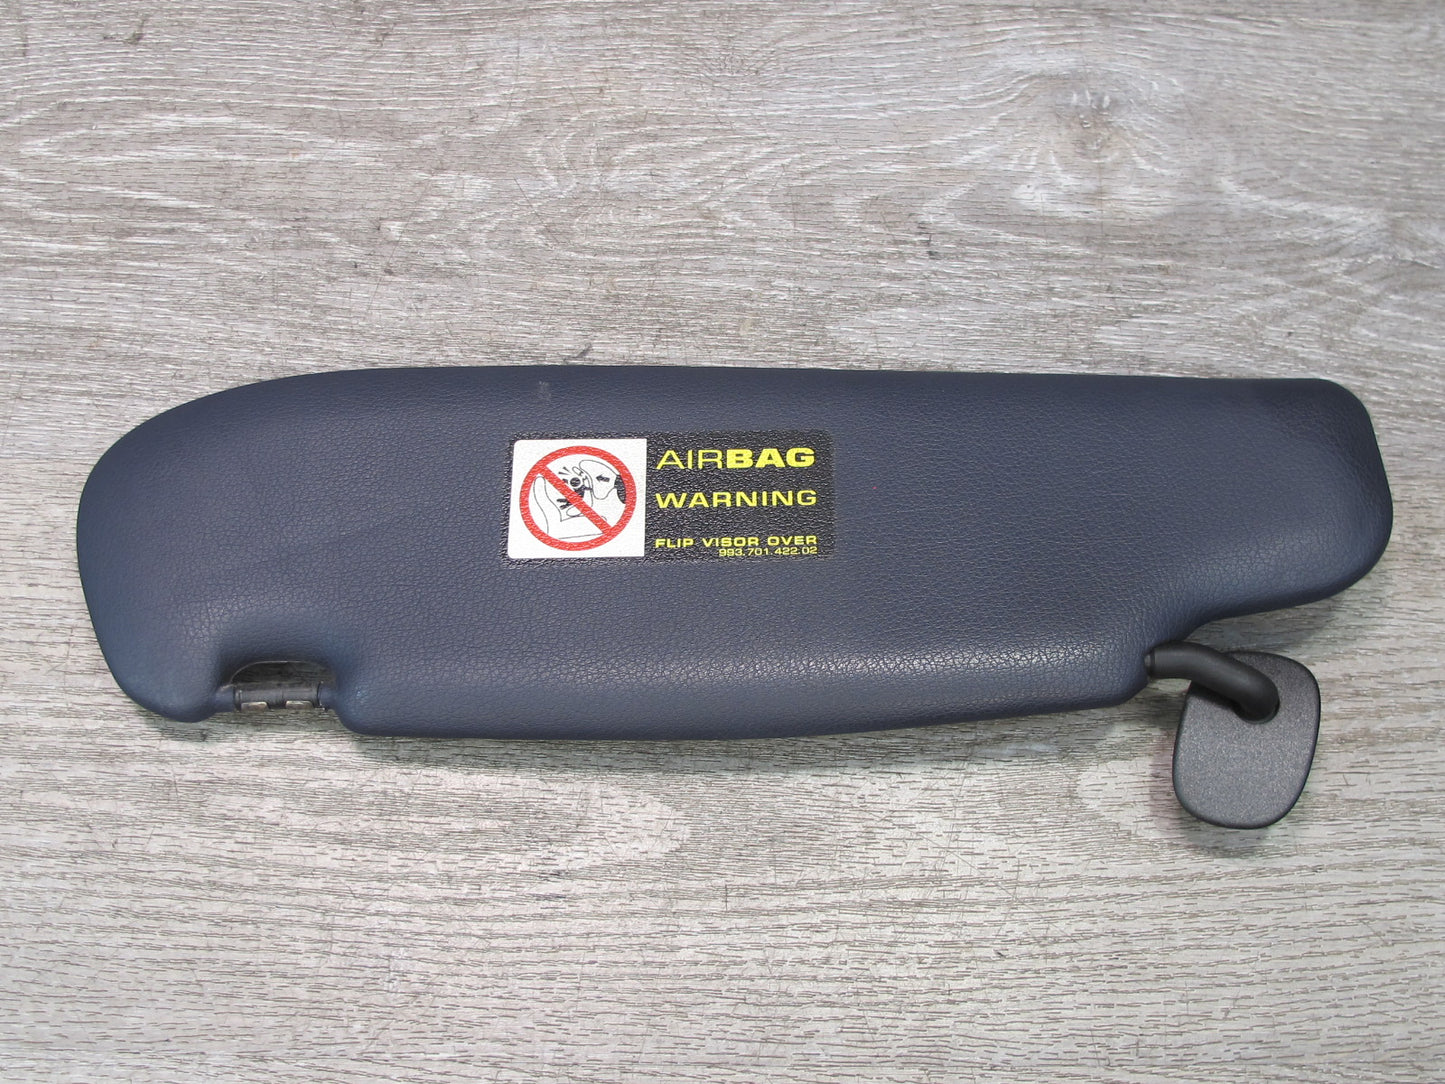 AIRBAG
WARNING
FLIP VISOR OVER
993.701.422.02